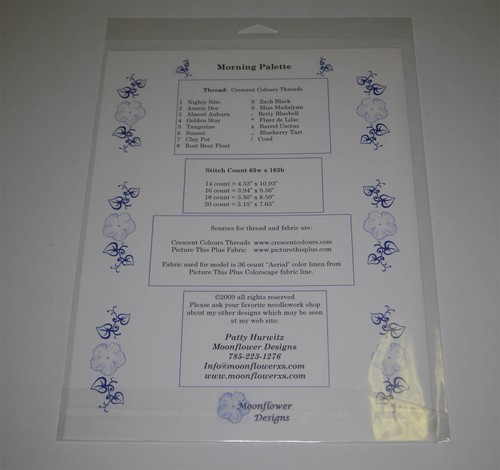 Morning Palette
Thread: Crescent Colours Threads
1 Nighty Nite 9 Zach Black
2 Auntie Dee 0 Miss Madalynn
3 Almost Auburn - Betty Bluebell
4 Golden Star * Fluer de Lilac
5 Tangerine x Barrel Cactus
6 Sunset . Blueberry Tart
7 Clay Pot / Coral
8 Root Beer Float
Stitch Count 63w x 153h
14 count = 4.53" x 10.93"
16 count = 3.94" x 9.56"
18 count = 3.50" x 8.50"
20 count = 3.15" x 7.65"
Sources for thread and fabric are:
Crescent Colours Threads www.crescentcolours.com
Picture This Plus Fabric www.picturethisplus.com
Fabric used for model is 36 count "Aerial" color linen from
Picture This Plus Colorscape fabric line.
©2009 all rights reserved
Please ask your favorite needlework shop
about my other designs which may be seen
at my web site:
Patty Hurwitz
Moonflower Designs
785-223-1276
Info@moonflowerxs.com
www.moonflowerxs.com
Moonflower
Designs